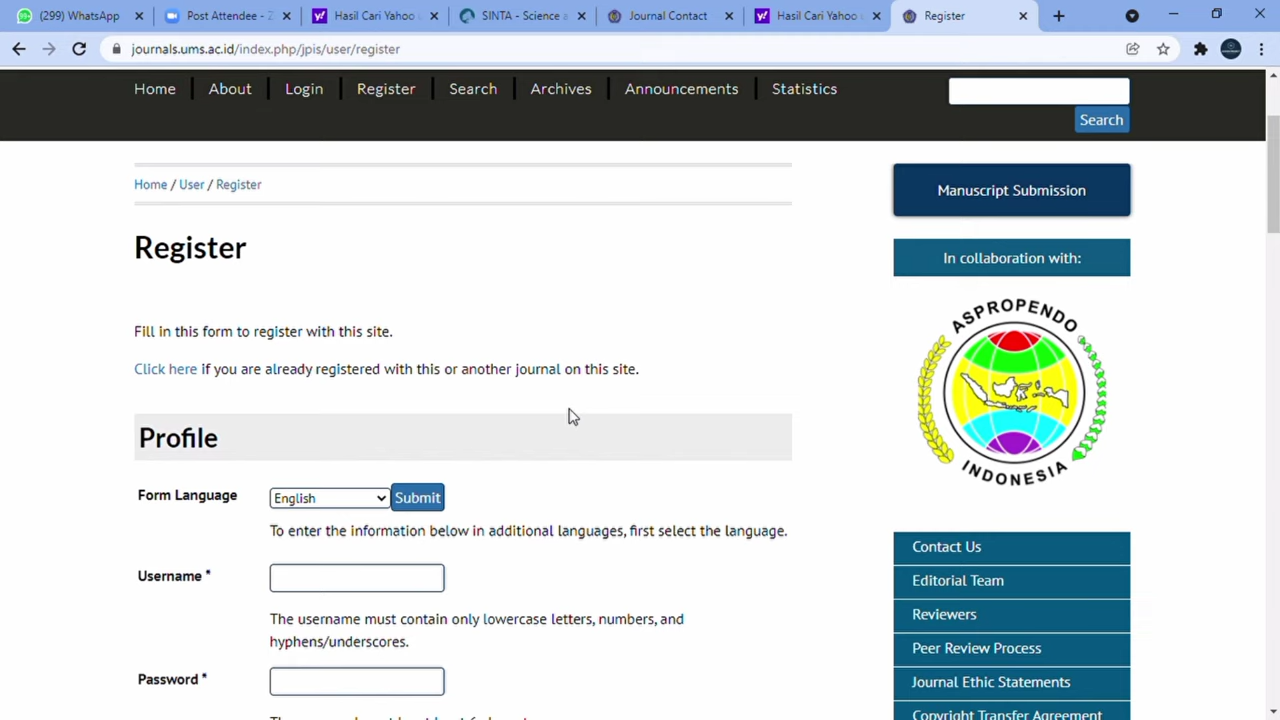 (299) WhatsApp
Post Attendee - Z
Hasil Cari Yahoo
SINTA - Science a
Journal Contact
Hasil Cari Yahoo
Register
journals.ums.ac.id/index.php/jpis/user/register
Home
About
Login
Register
Search
Archives
Announcements
Statistics
Search
Home / User / Register
Register
Fill in this form to register with this site.
Click here if you are already registered with this or another journal on this site.
Profile
Form Language
English
Submit
To enter the information below in additional languages, first select the language.
Username *
The username must contain only lowercase letters, numbers, and
hyphens/underscores.
Password *
Manuscript Submission
In collaboration with:
ASPROPENDO
INDONESIA
Contact Us
Editorial Team
Reviewers
Peer Review Process
Journal Ethic Statements
Copyright Transfer Agreement